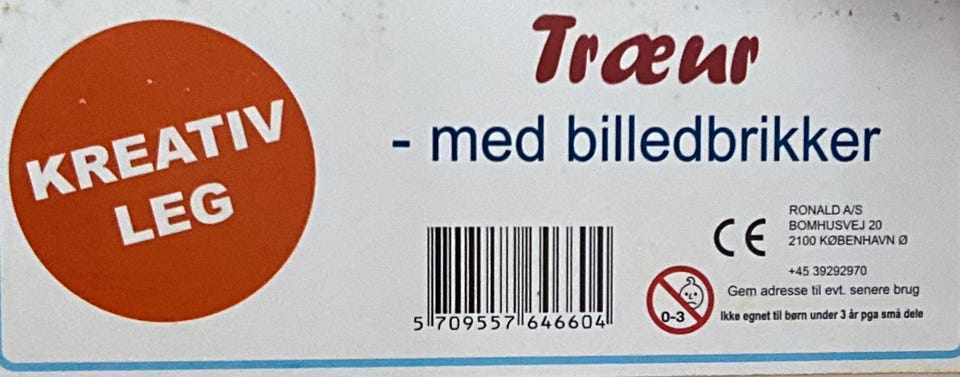 KREATIV
LEG
Træur
- med billedbrikker
5 709557 646604
CE
RONALD A/S
BOMHUSVEJ 20
2100 KØBENHAVN Ø
+45 39292970
Gem adresse til evt. senere brug
0-3
Ikke egnet til børn under 3 år pga små dele